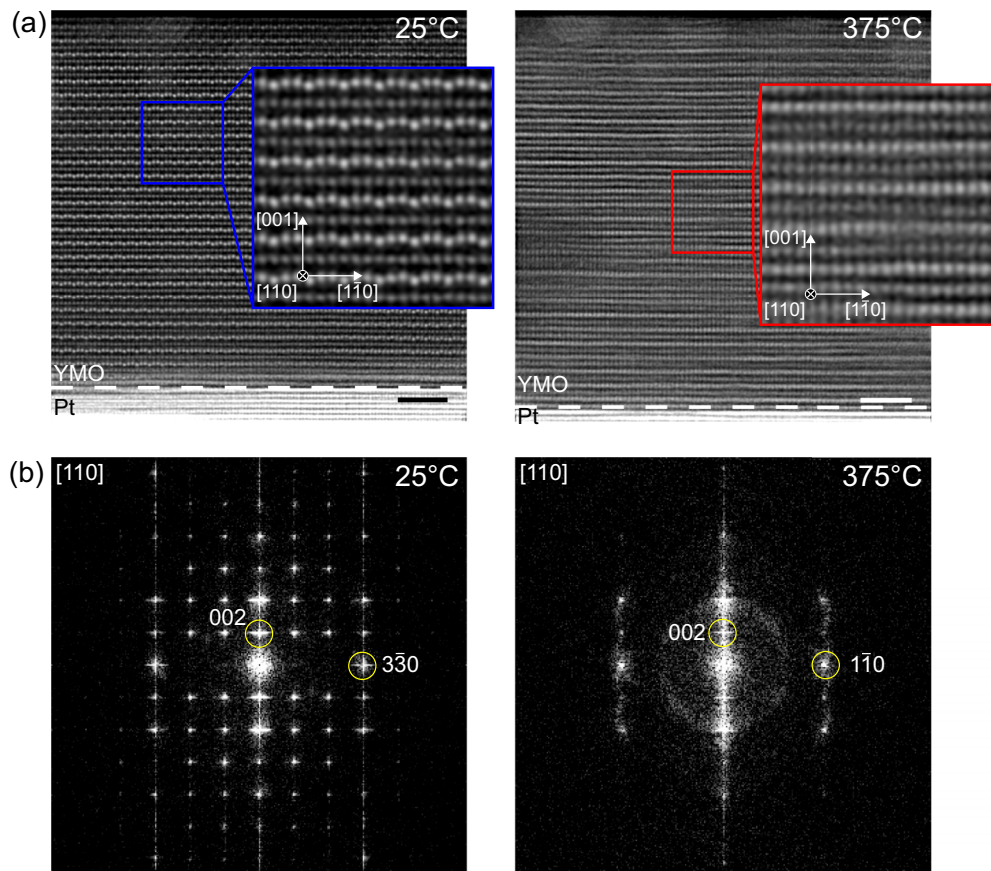 (a)
25°C
375°C
[001]
[110]
[11̄0]
[001]
[110]
[11̄0]
YMO
Pt
YMO
Pt
(b)
[110]
25°C
002
33̄0
[110]
375°C
002
11̄0